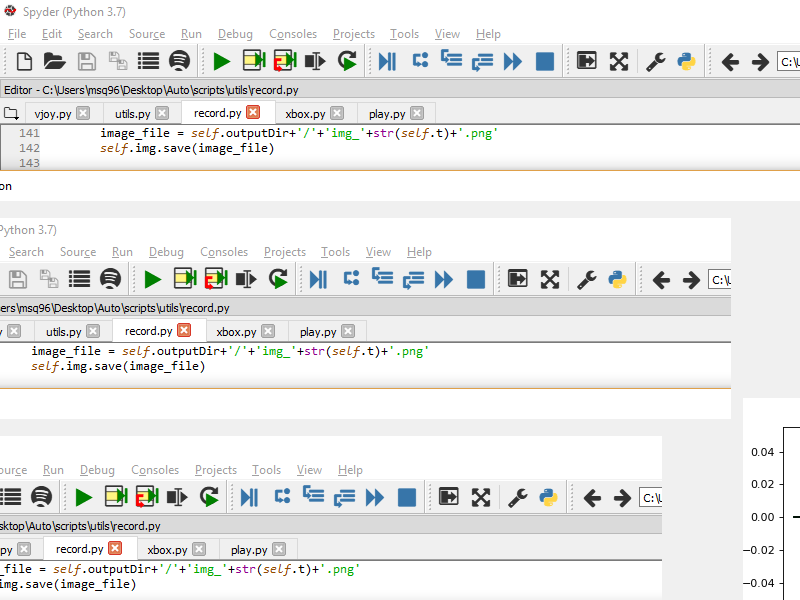 Spyder (Python 3.7)
File Edit Search Source Run Debug Consoles Projects Tools View Help
C:\U
Editor - C:\Users\msq96\Desktop\Auto\scripts\utils\record.py
vjoy.py utils.py record.py xbox.py play.py
141 image_file = self.outputDir+'/'+'img_'+str(self.t)+'.png'
142 self.img.save(image_file)
143
on
Python 3.7)
Search Source Run Debug Consoles Projects Tools View Help
C:\U
ers\msq96\Desktop\Auto\scripts\utils\record.py
y utils.py record.py xbox.py play.py
image_file = self.outputDir+'/'+'img_'+str(self.t)+'.png'
self.img.save(image_file)
ource Run Debug Consoles Projects Tools View Help
C:\U
sktop\Auto\scripts\utils\record.py
py record.py xbox.py play.py
_file = self.outputDir+'/'+'img_'+str(self.t)+'.png'
img.save(image_file)
0.04
0.02
0.00
−0.02
−0.04